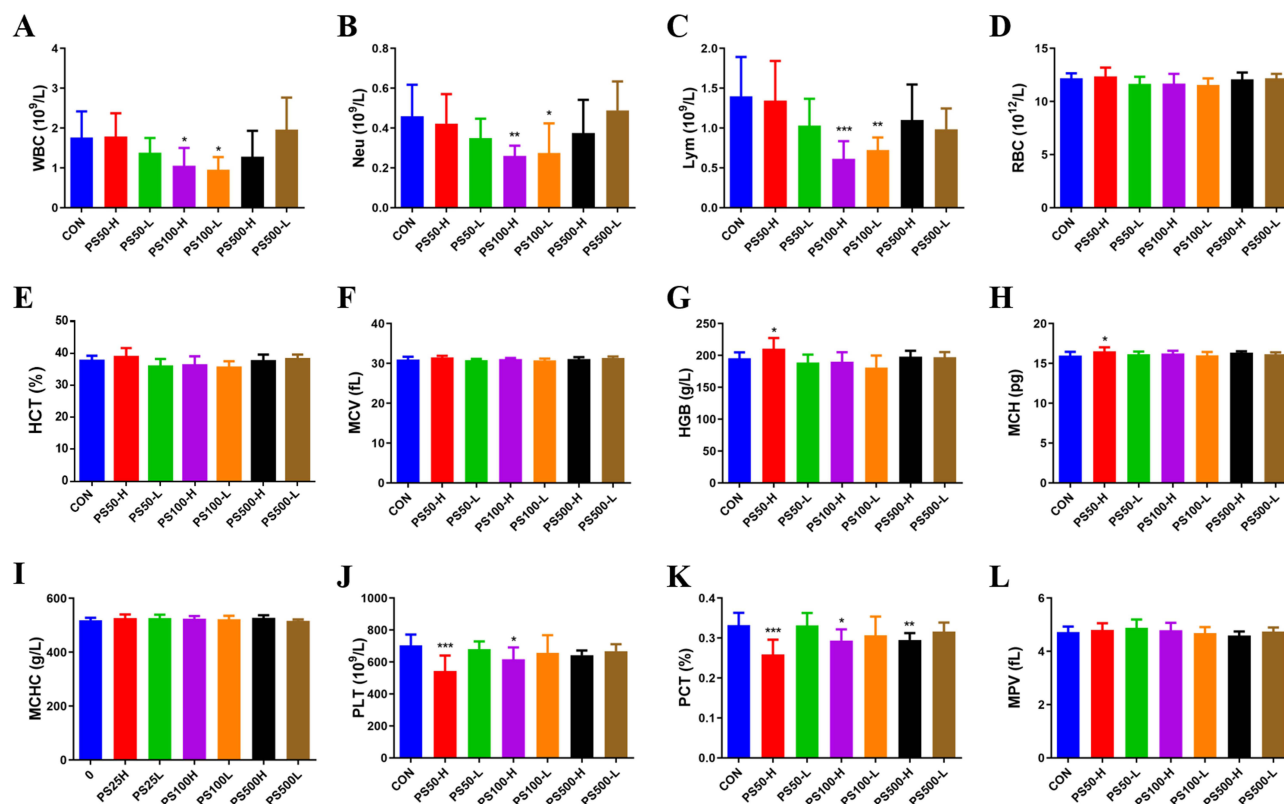 A
WBC (10⁹/L)
4
3
2
1
0
*
*
CON
PS50-H
PS50-L
PS100-H
PS100-L
PS500-H
PS500-L
B
Neu (10⁹/L)
0.8
0.6
0.4
0.2
0.0
**
*
CON
PS50-H
PS50-L
PS100-H
PS100-L
PS500-H
PS500-L
C
Lym (10⁹/L)
2.0
1.5
1.0
0.5
0.0
***
**
CON
PS50-H
PS50-L
PS100-H
PS100-L
PS500-H
PS500-L
D
RBC (10¹²/L)
15
10
5
0
CON
PS50-H
PS50-L
PS100-H
PS100-L
PS500-H
PS500-L
E
HCT (%)
50
40
30
20
10
0
CON
PS50-H
PS50-L
PS100-H
PS100-L
PS500-H
PS500-L
F
MCV (fL)
40
30
20
10
0
CON
PS50-H
PS50-L
PS100-H
PS100-L
PS500-H
PS500-L
G
HGB (g/L)
250
200
150
100
50
0
*
CON
PS50-H
PS50-L
PS100-H
PS100-L
PS500-H
PS500-L
H
MCH (pg)
20
15
10
5
0
*
CON
PS50-H
PS50-L
PS100-H
PS100-L
PS500-H
PS500-L
I
MCHC (g/L)
600
400
200
0
0
PS25H
PS25L
PS100H
PS100L
PS500H
PS500L
J
PLT (10⁹/L)
1000
800
600
400
200
0
***
*
CON
PS50-H
PS50-L
PS100-H
PS100-L
PS500-H
PS500-L
K
PCT (%)
0.4
0.3
0.2
0.1
0.0
***
*
**
CON
PS50-H
PS50-L
PS100-H
PS100-L
PS500-H
PS500-L
L
MPV (fL)
6
4
2
0
CON
PS50-H
PS50-L
PS100-H
PS100-L
PS500-H
PS500-L